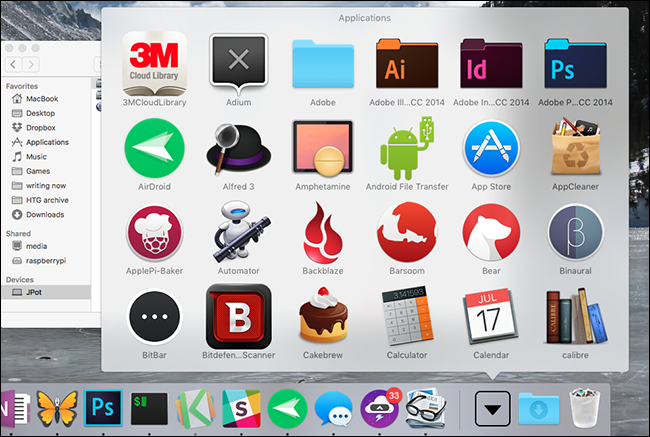 Applications
Favorites
MacBook
Desktop
Dropbox
Applications
Music
Games
writing now
HTG archive
Downloads
Shared
media
raspberrypi
Devices
JPot
3M
Cloud Library
3MCloudLibrary
Adium
Adobe
Ai
Adobe Ill...CC 2014
Id
Adobe In...CC 2014
Ps
Adobe P...CC 2014
AirDroid
Alfred 3
Amphetamine
Android File Transfer
App Store
AppCleaner
ApplePi-Baker
Automator
Backblaze
Barsoom
Bear
β
Binaural
BitBar
B
Bitdefen...Scanner
Cakebrew
3.141593
Calculator
JUL
17
Calendar
CALIBRE
calibre
N
Ps
$
K
S
33